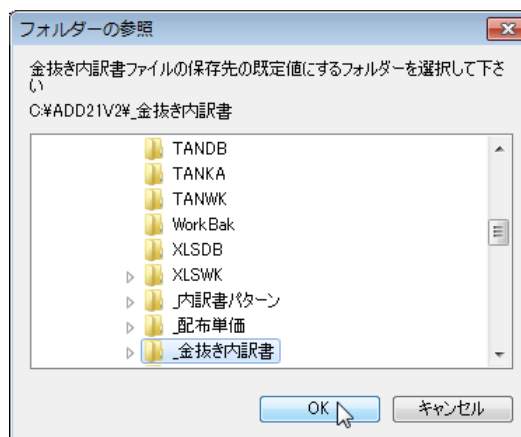 フォルダーの参照
金抜き内訳書ファイルの保存先の既定値にするフォルダーを選択して下さ
い
C:¥ADD21V2¥_金抜き内訳書
TANDB
TANKA
TANWK
WorkBak
XLSDB
XLSWK
_内訳書パターン
_配布単価
_金抜き内訳書
OK
キャンセル